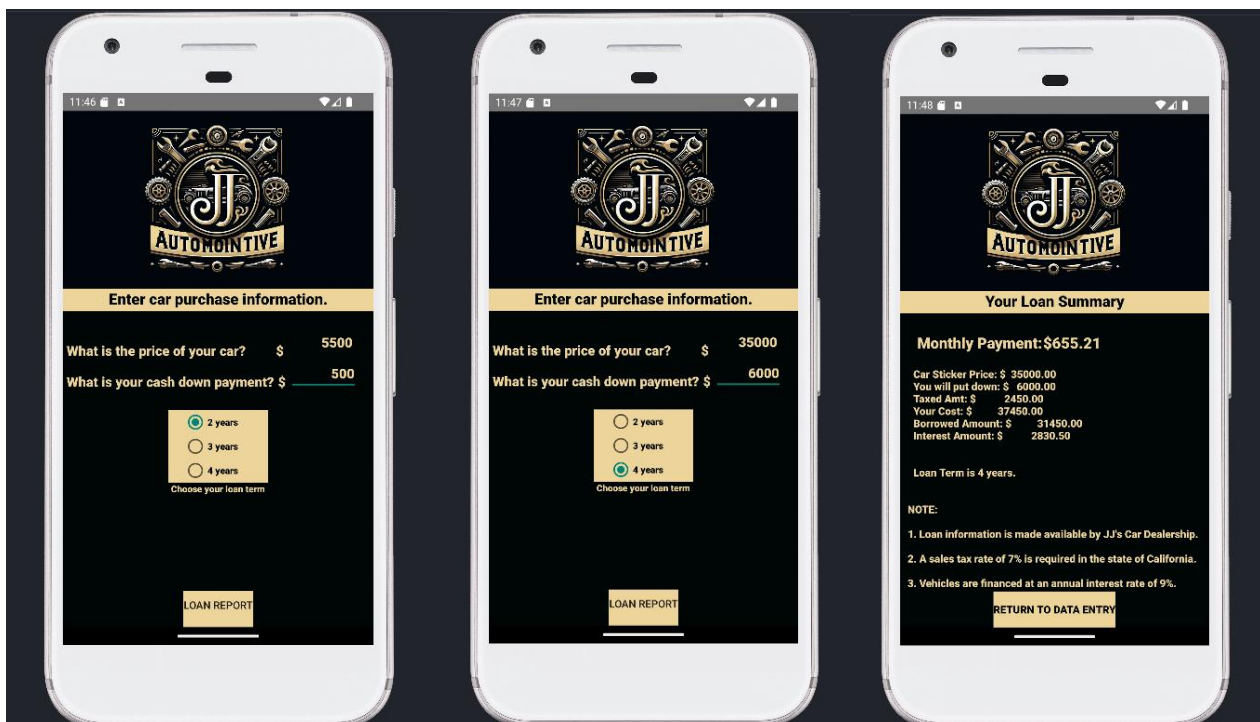 11:46
JJ
AUTOMOINTIVE
Enter car purchase information.
What is the price of your car? $ 5500
What is your cash down payment? $ 500
2 years
3 years
4 years
Choose your loan term
LOAN REPORT
11:47
JJ
AUTOMOINTIVE
Enter car purchase information.
What is the price of your car? $ 35000
What is your cash down payment? $ 6000
2 years
3 years
4 years
Choose your loan term
LOAN REPORT
11:48
JJ
AUTOMOINTIVE
Your Loan Summary
Monthly Payment:$655.21
Car Sticker Price: $ 35000.00
You will put down: $ 6000.00
Taxed Amt: $ 2450.00
Your Cost: $ 37450.00
Borrowed Amount: $ 31450.00
Interest Amount: $ 2830.50
Loan Term is 4 years.
NOTE:
1. Loan information is made available by JJ's Car Dealership.
2. A sales tax rate of 7% is required in the state of California.
3. Vehicles are financed at an annual interest rate of 9%.
RETURN TO DATA ENTRY